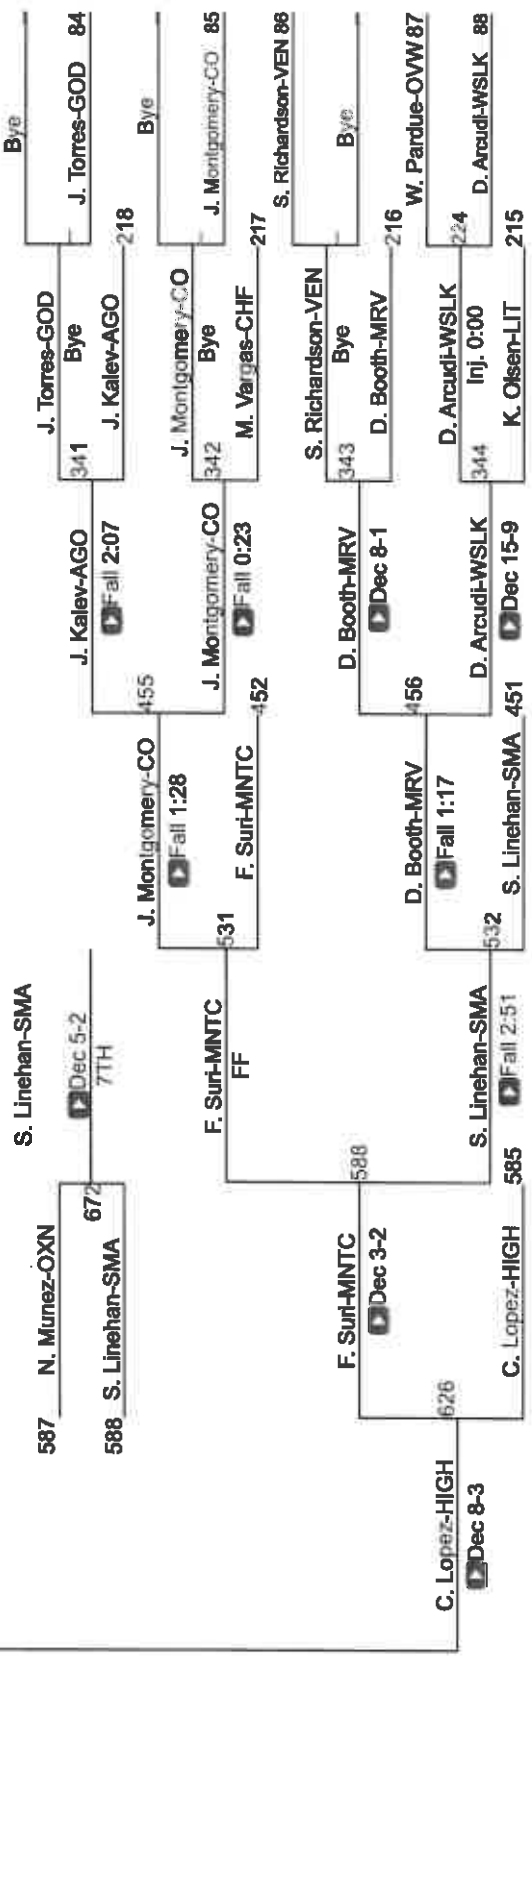 Bye
J. Torres-GOD 84
J. Torres-GOD
Bye
J. Kalev-AGO 218
341
J. Kalev-AGO
Fall 2:07
Bye
J. Montgomery-CO 85
J. Montgomery-CO
Bye
M. Vargas-CHF 217
342
J. Montgomery-CO
Fall 0:23
455
J. Montgomery-CO
Fall 1:28
F. Suri-MNTC 452
531
S. Richardson-VEN 86
Bye
S. Richardson-VEN
Bye
D. Booth-MRV 216
343
D. Booth-MRV
Dec 8-1
W. Pardue-OVW 87
D. Arcudi-WSLK 88
224
D. Arcudi-WSLK
Inj. 0:00
K. Olsen-LIT 215
344
D. Arcudi-WSLK
Dec 15-9
456
D. Booth-MRV
Fall 1:17
S. Linehan-SMA 451
532
F. Suri-MNTC
FF
S. Linehan-SMA
Fall 2:51
588
F. Suri-MNTC
Dec 3-2
C. Lopez-HIGH 585
626
C. Lopez-HIGH
Dec 8-3
587 N. Munez-OXN
588 S. Linehan-SMA
672
S. Linehan-SMA
Dec 5-2
7TH